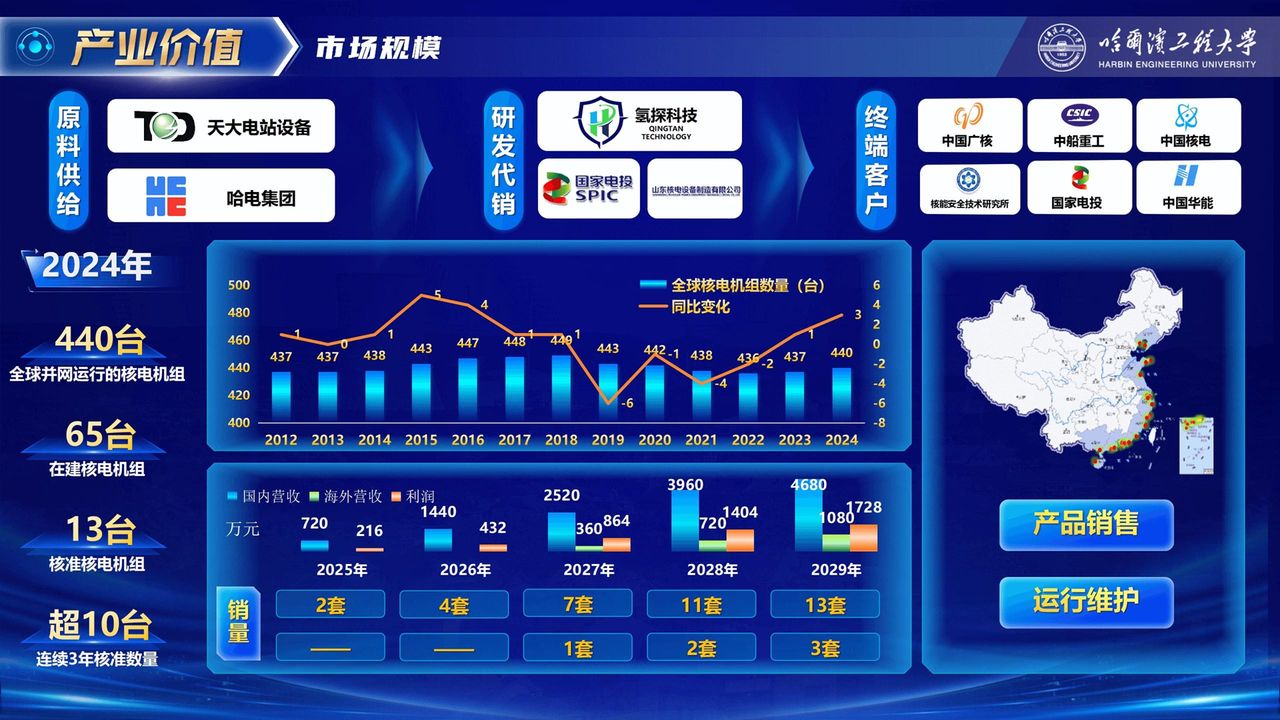 产业价值
市场规模
哈尔滨工程大学
HARBIN ENGINEERING UNIVERSITY
原料供给
天大电站设备
哈电集团
研发代销
氢探科技
QINGTAN
TECHNOLOGY
国家电投
SPIC
山东核电设备制造有限公司
终端客户
中国广核
CSIC
中船重工
中国核电
核能安全技术研究所
国家电投
中国华能
2024年
440台
全球并网运行的核电机组
65台
在建核电机组
13台
核准核电机组
超10台
连续3年核准数量
全球核电机组数量（台）
同比变化
500
480
460
440
420
400
6
4
2
0
-2
-4
-6
-8
437 437 438 443 447 448 449 443 442 438 436 437 440
1 0 1 5 4 1 1 -6 -1 -4 -2 1 3
2012 2013 2014 2015 2016 2017 2018 2019 2020 2021 2022 2023 2024
国内营收 海外营收 利润
万元
720 216
1440 432
2520 360 864
3960 720 1404
4680 1080 1728
2025年 2026年 2027年 2028年 2029年
销量
2套 4套 7套 11套 13套
—— —— 1套 2套 3套
产品销售
运行维护